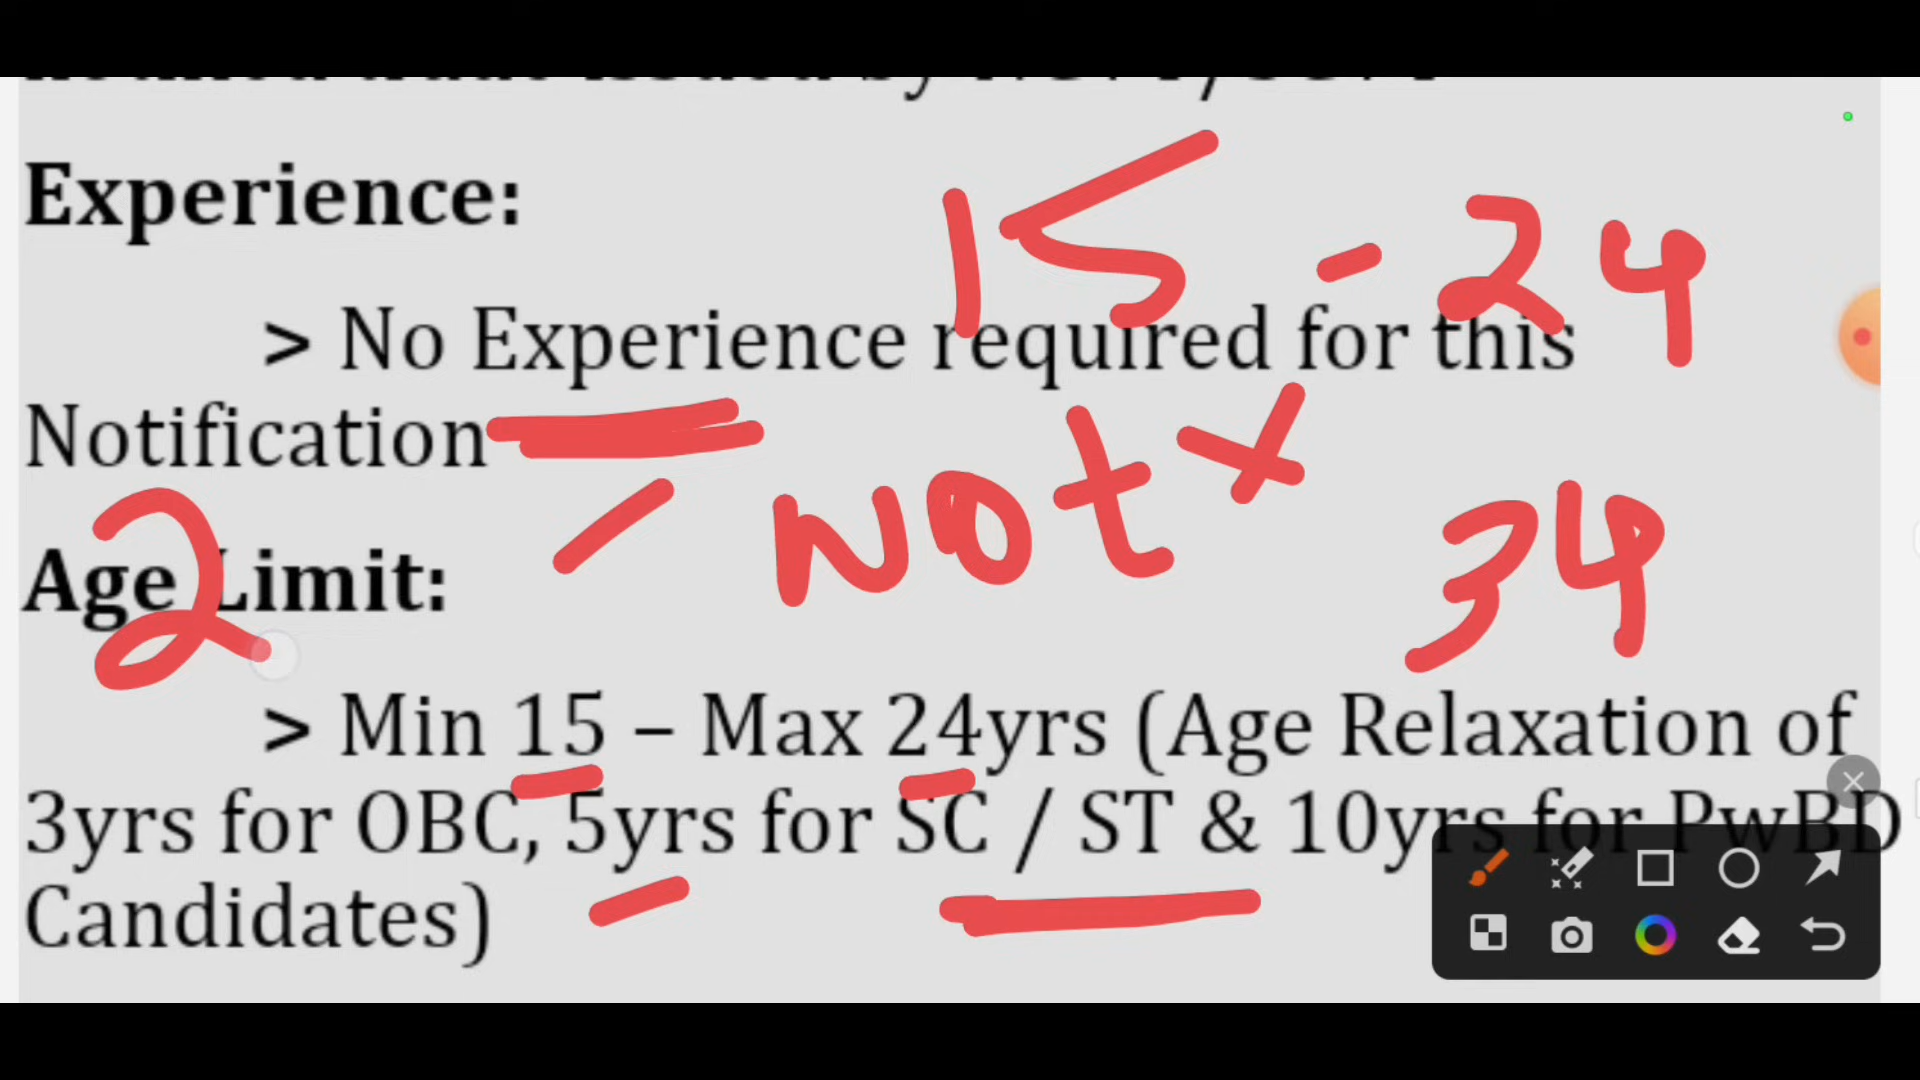 Experience:
15 - 24
> No Experience required for this
Notification
Not x
34
2
Age Limit:
> Min 15 – Max 24yrs (Age Relaxation of
3yrs for OBC, 5yrs for SC / ST & 10yrs for PwBD
Candidates)